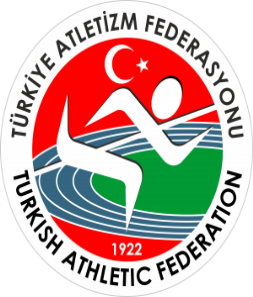 TÜRKİYE ATLETİZM FEDERASYONU
1922
TURKISH ATHLETIC FEDERATION